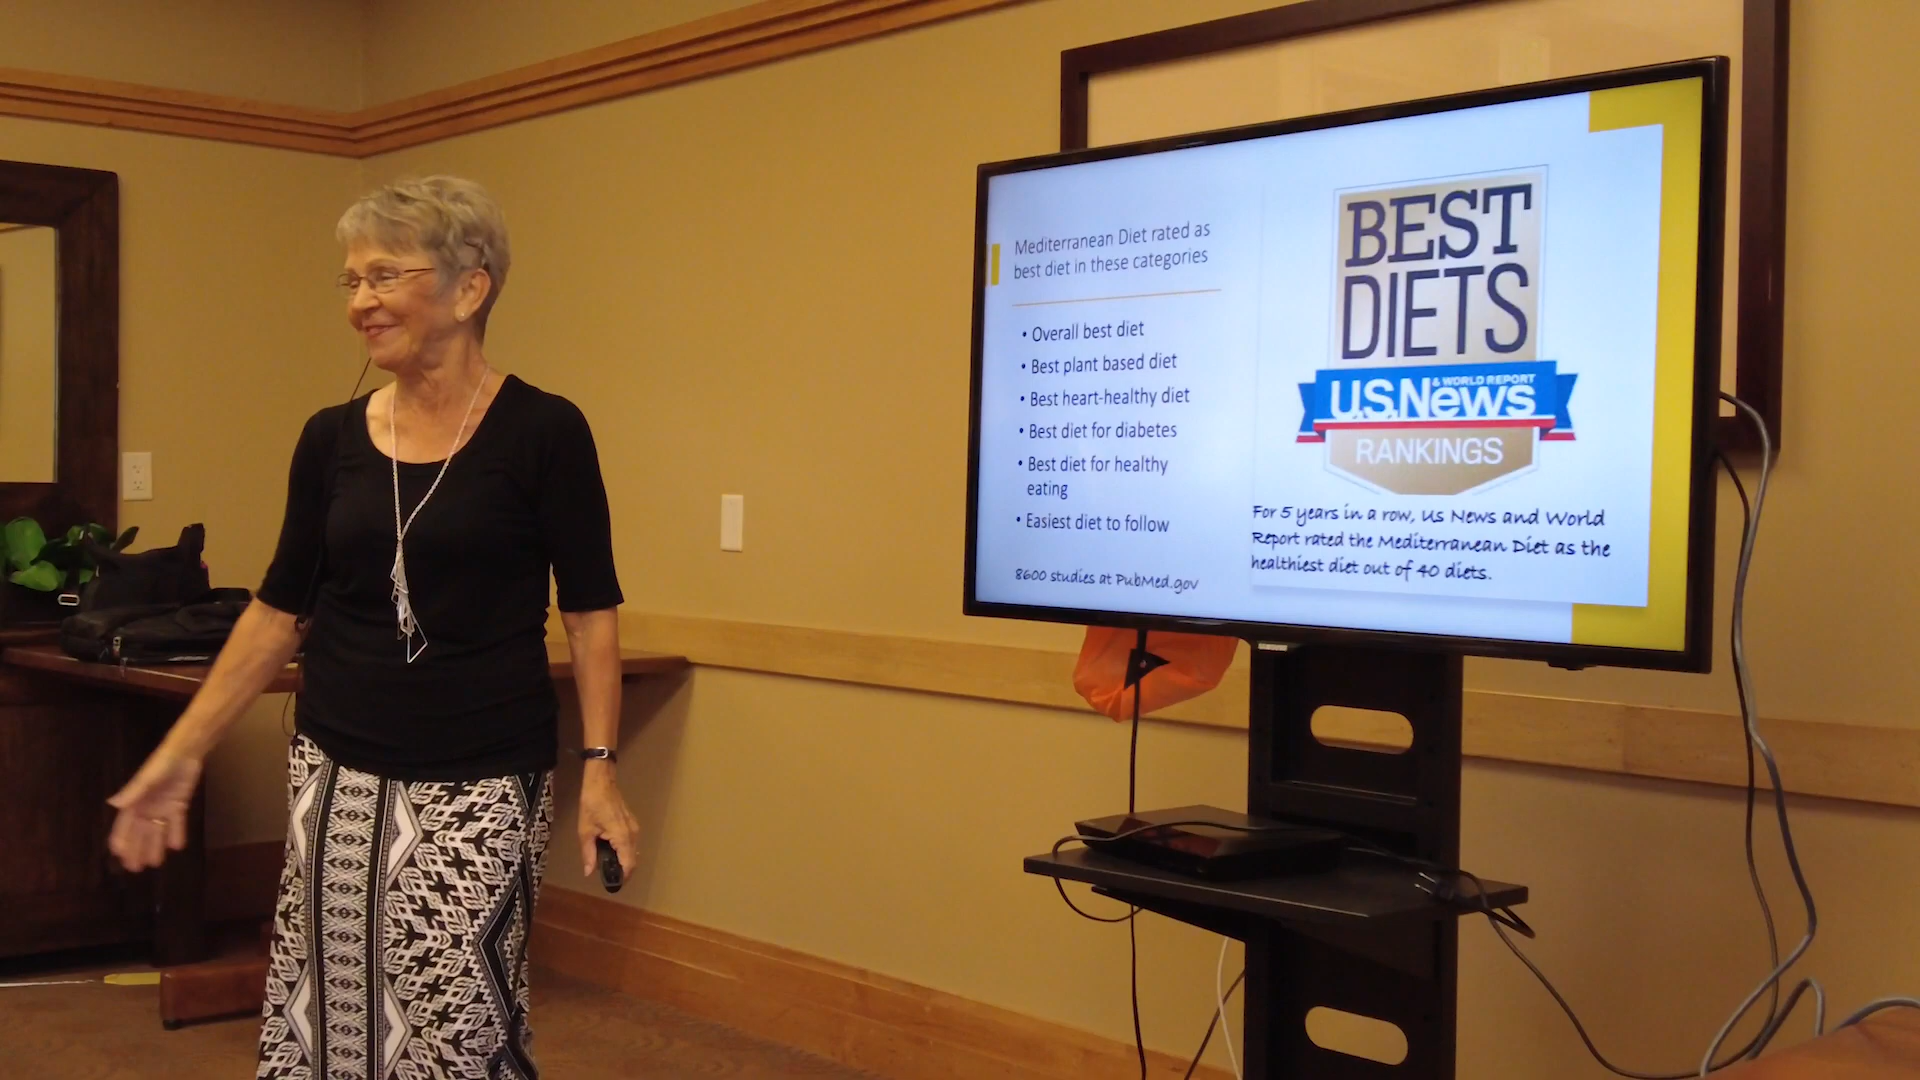 Mediterranean Diet rated as
best diet in these categories
• Overall best diet
• Best plant based diet
• Best heart-healthy diet
• Best diet for diabetes
• Best diet for healthy
eating
• Easiest diet to follow
8600 studies at PubMed.gov
BEST
DIETS
& WORLD REPORT
U.S.News
RANKINGS
For 5 years in a row, US News and World
Report rated the Mediterranean Diet as the
healthiest diet out of 40 diets.